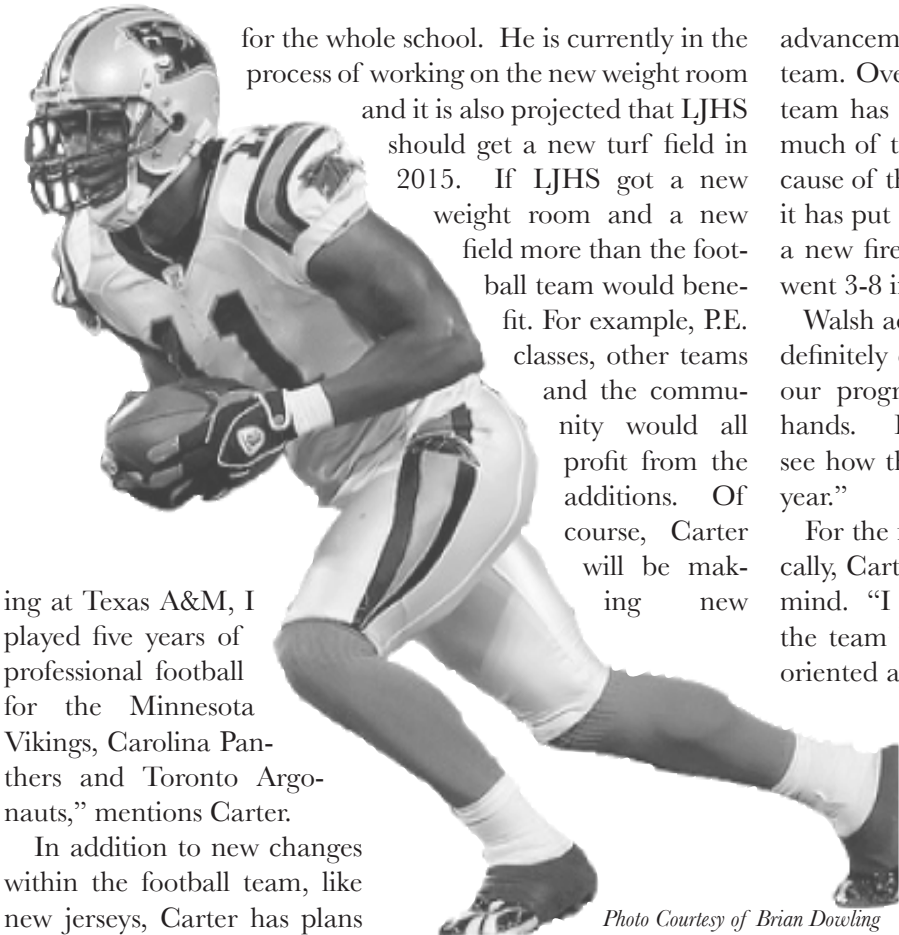 ing at Texas A&M, I
played five years of
professional football
for the Minnesota
Vikings, Carolina Pan-
thers and Toronto Argo-
nauts,” mentions Carter.
In addition to new changes
within the football team, like
new jerseys, Carter has plans
for the whole school. He is currently in the
process of working on the new weight room
and it is also projected that LJHS
should get a new turf field in
2015. If LJHS got a new
weight room and a new
field more than the foot-
ball team would bene-
fit. For example, P.E.
classes, other teams
and the commu-
nity would all
profit from the
additions. Of
course, Carter
will be mak-
ing new
advancem
team. Ove
team has
much of t
cause of th
it has put
a new fire
went 3-8 i
Walsh ac
definitely
our progr
hands.
see how th
year.”
For the
cally, Cart
mind. “I
the team
oriented a
11
Photo Courtesy of Brian Dowling